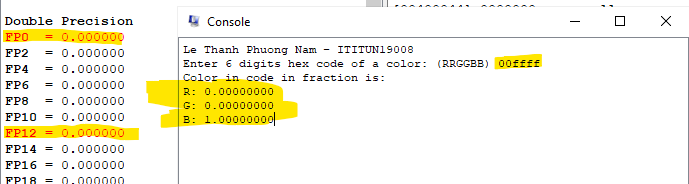 Double Precision
FP0 = 0.000000
FP2 = 0.000000
FP4 = 0.000000
FP6 = 0.000000
FP8 = 0.000000
FP10 = 0.000000
FP12 = 0.000000
FP14 = 0.000000
FP16 = 0.000000
FP18 = 0.000000
Console
Le Thanh Phuong Nam - ITITUN19008
Enter 6 digits hex code of a color: (RRGGBB) 00ffff
Color in code in fraction is:
R: 0.00000000
G: 0.00000000
B: 1.00000000